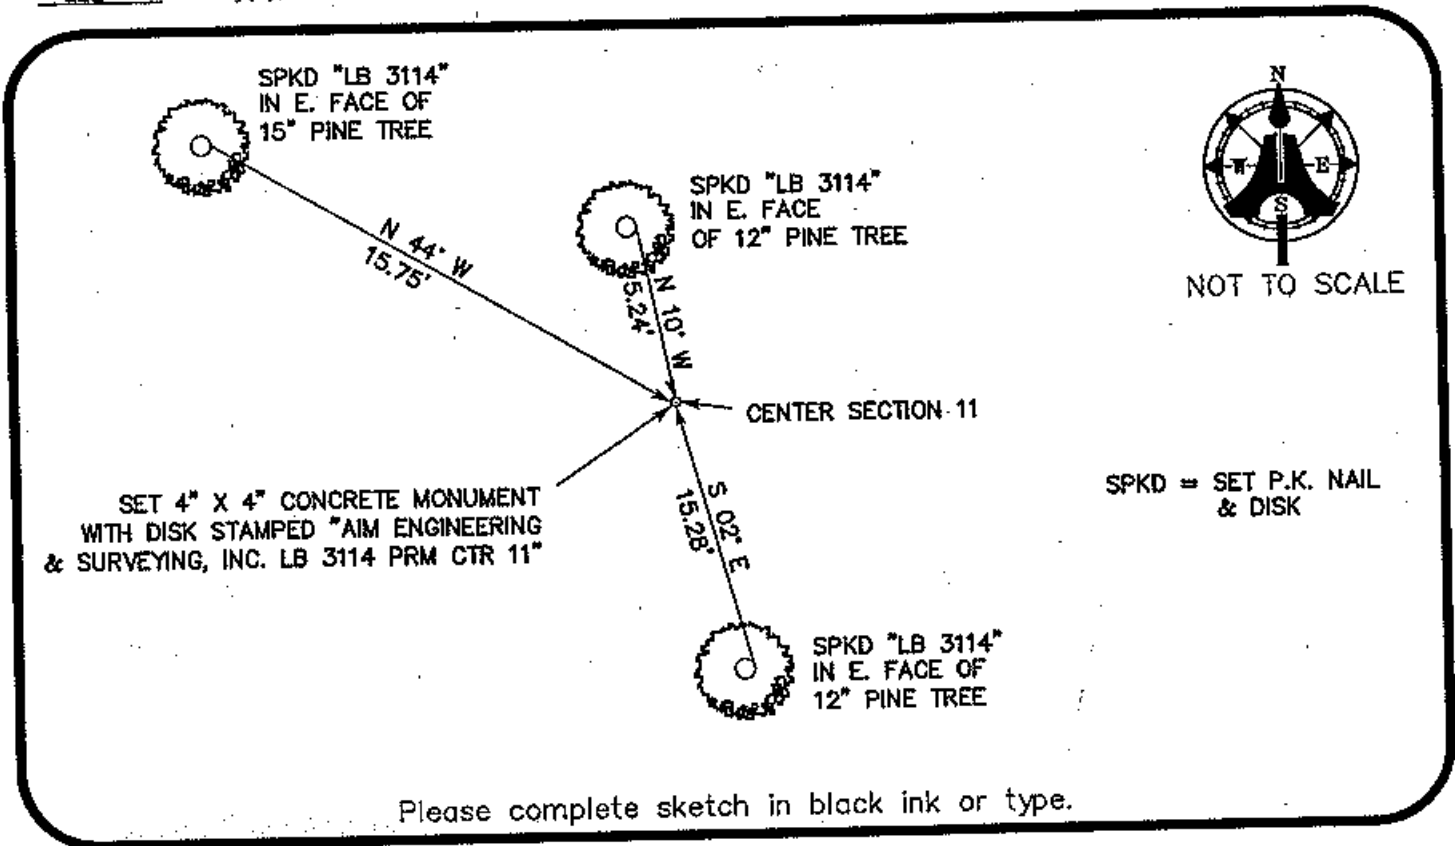 SPKD "LB 3114"
IN E. FACE OF
15" PINE TREE
SPKD "LB 3114"
IN E. FACE
OF 12" PINE TREE
N
W
E
S
NOT TO SCALE
N 44° W
15.75'
N 10° W
5.24'
CENTER SECTION 11
SET 4" X 4" CONCRETE MONUMENT
WITH DISK STAMPED "AIM ENGINEERING
& SURVEYING, INC. LB 3114 PRM CTR 11"
SPKD = SET P.K. NAIL
& DISK
S 02° E
15.28'
SPKD "LB 3114"
IN E. FACE OF
12" PINE TREE
Please complete sketch in black ink or type.